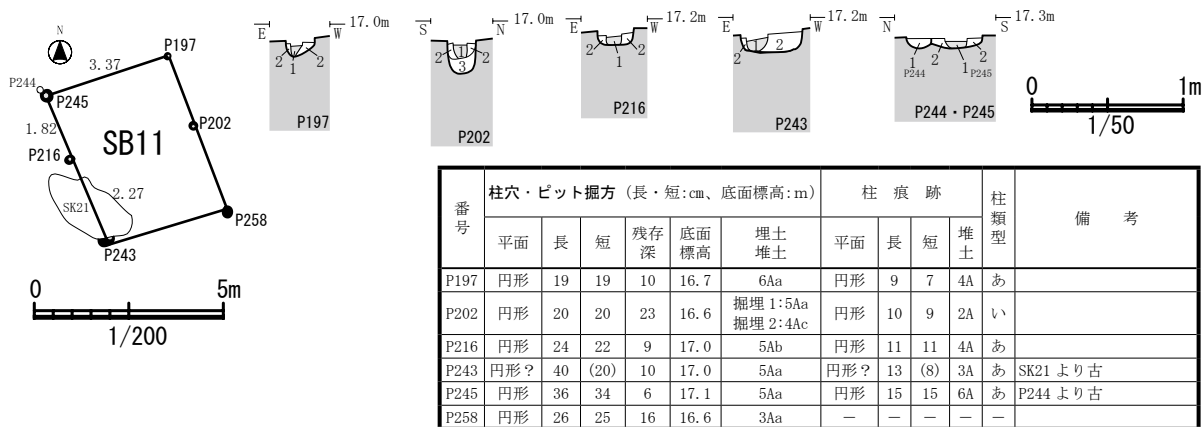 N
P197
3.37
P244
P245
1.82
P202
SB11
P216
2.27
SK21
P258
P243
0 5m
1/200
E W 17.0m
2 1 2
P197
S N 17.0m
2 1 2
3
P202
E W 17.2m
2 1 2
P216
E W 17.2m
2 1 2
P243
N S 17.3m
1 2 1 2
P244 P245
P244・P245
0 1m
1/50
番号 柱穴・ピット掘方(長・短:㎝、底面標高:m) 柱痕跡 柱類型 備考
平面 長 短 残存深 底面標高 埋土堆土 平面 長 短 堆土
P197 円形 19 19 10 16.7 6Aa 円形 9 7 4A あ
P202 円形 20 20 23 16.6 掘埋 1:5Aa 掘埋 2:4Ac 円形 10 9 2A い
P216 円形 24 22 9 17.0 5Ab 円形 11 11 4A あ
P243 円形? 40 (20) 10 17.0 5Aa 円形? 13 (8) 3A あ SK21 より古
P245 円形 36 34 6 17.1 5Aa 円形 15 15 6A あ P244 より古
P258 円形 26 25 16 16.6 3Aa − − − − −